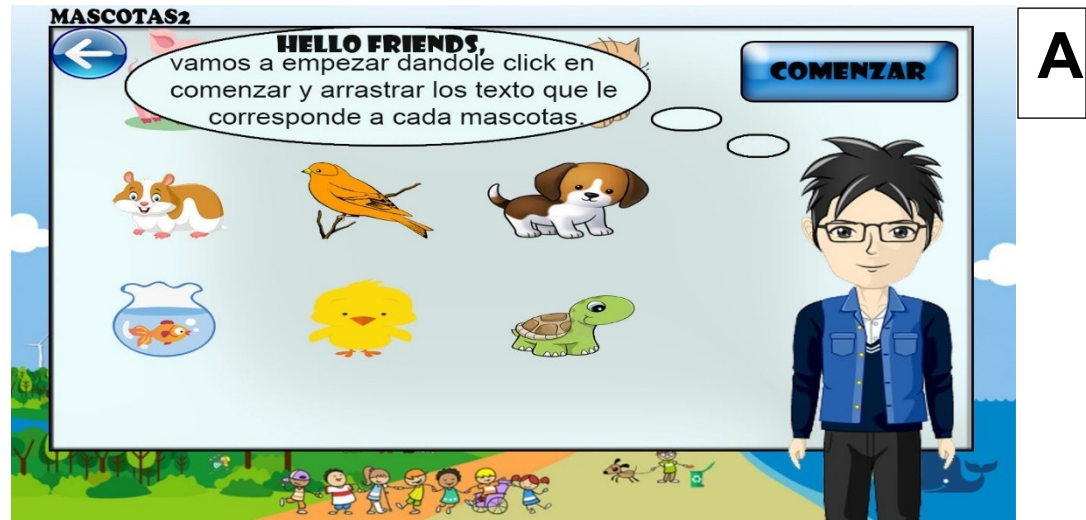 MASCOTAS2
HELLO FRIENDS,
vamos a empezar dandole click en
comenzar y arrastrar los texto que le
corresponde a cada mascotas.
COMENZAR
A